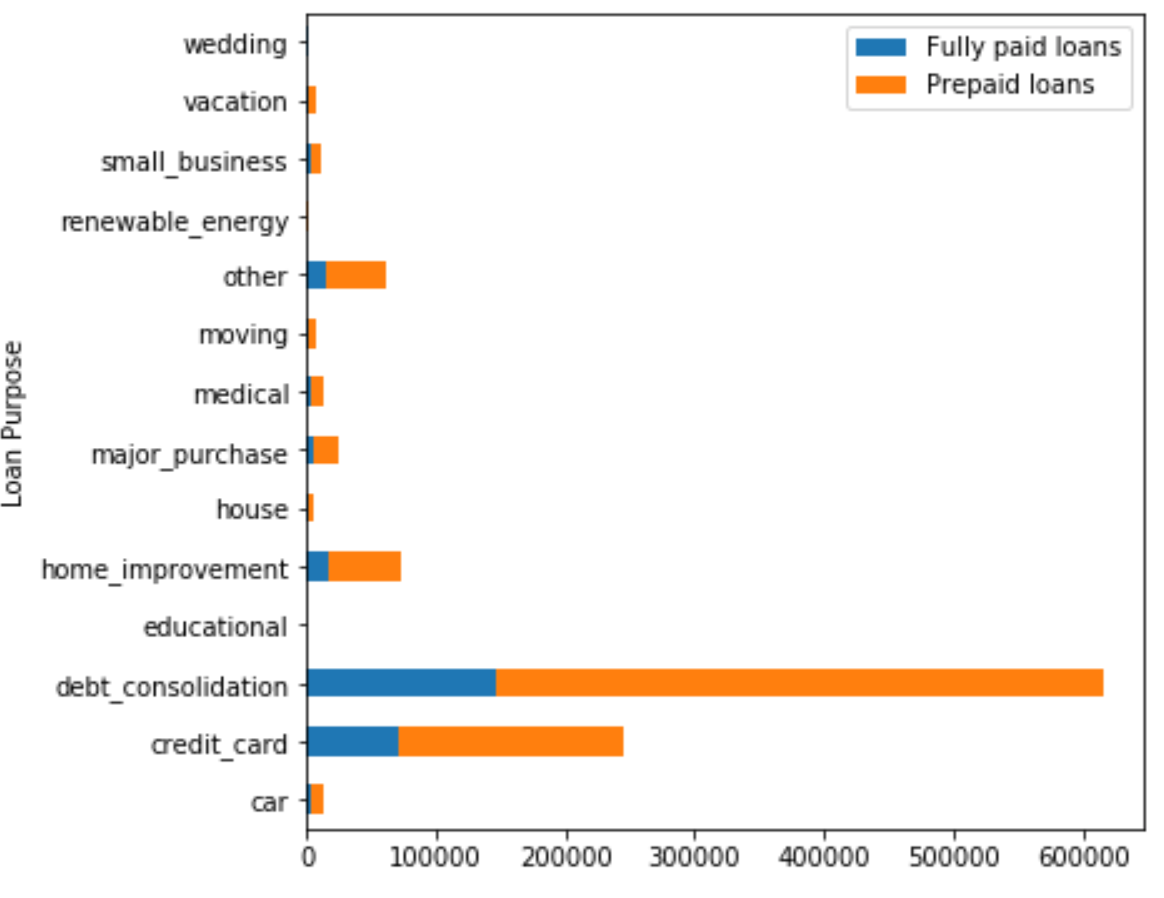 Fully paid loans
Prepaid loans
wedding
vacation
small_business
renewable_energy
other
moving
medical
major_purchase
house
home_improvement
educational
debt_consolidation
credit_card
car
Loan Purpose
0 100000 200000 300000 400000 500000 600000